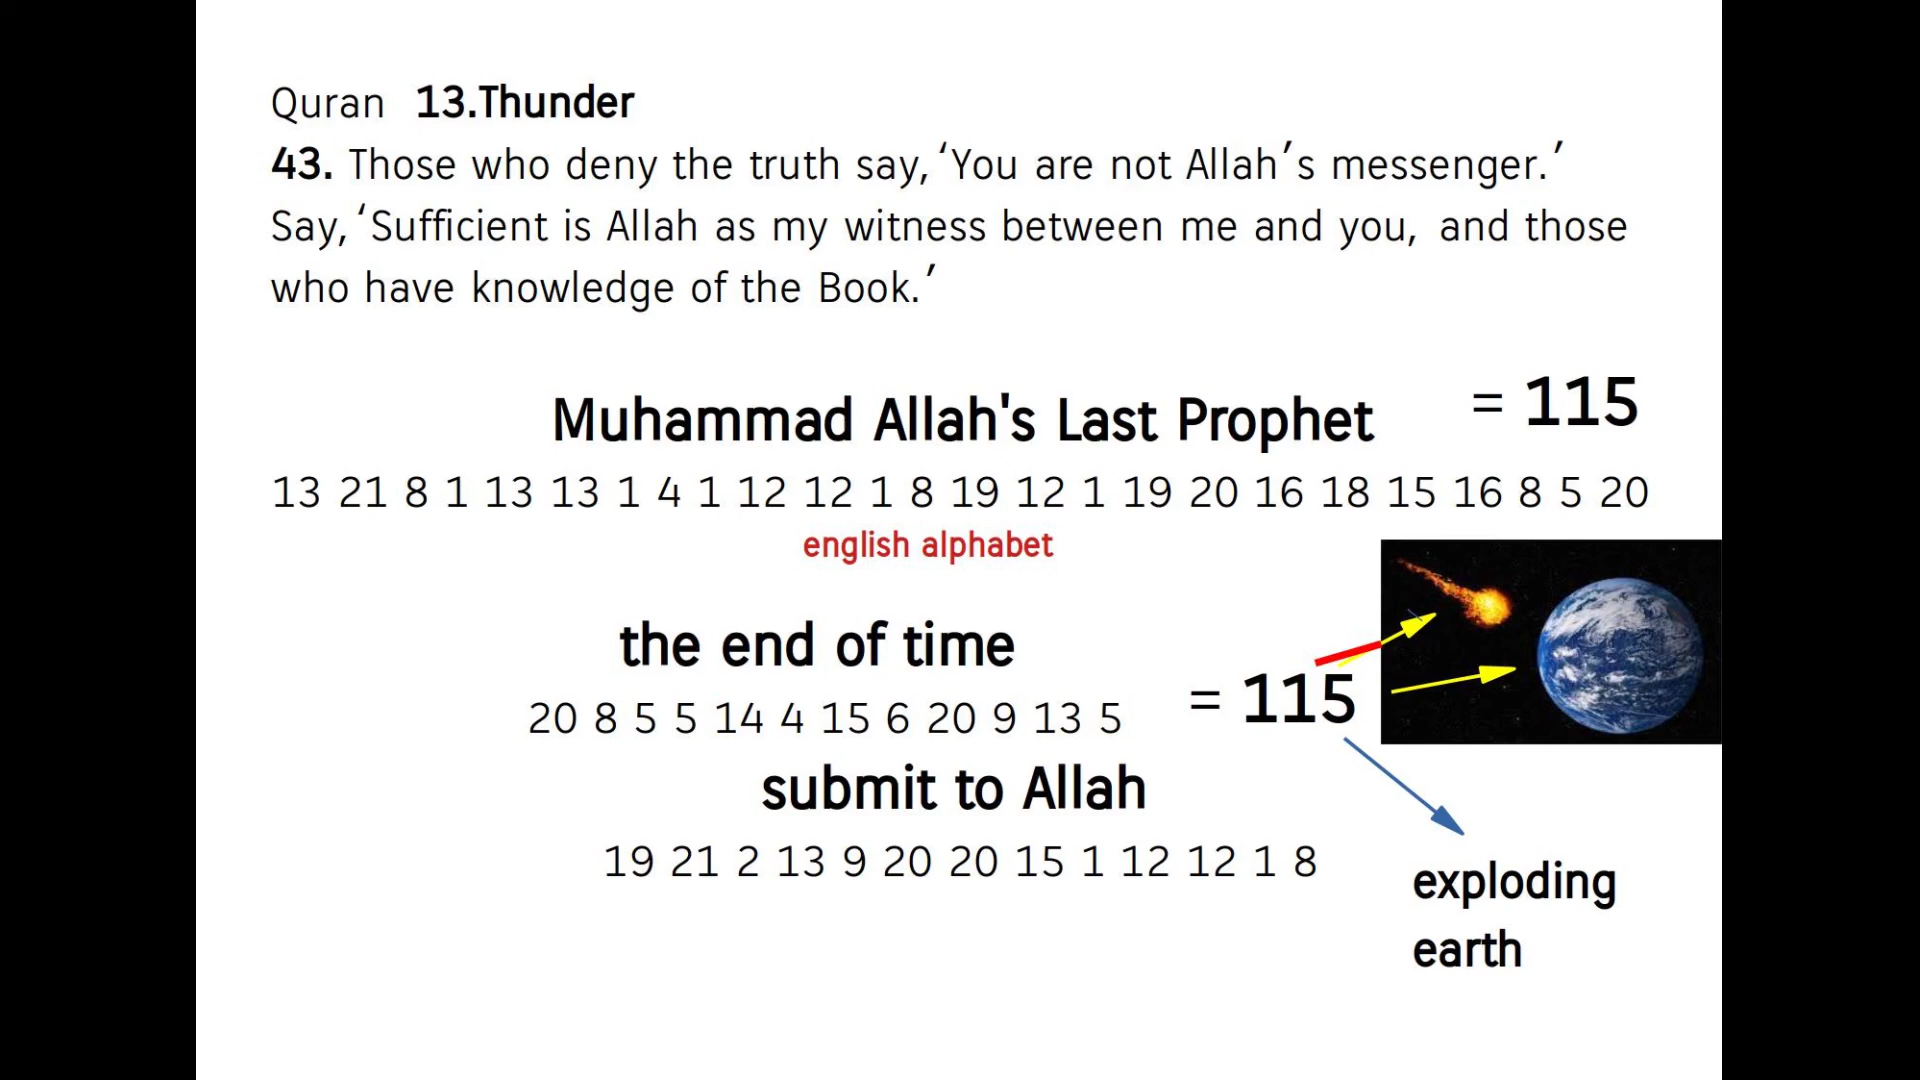 Quran 13.Thunder
43. Those who deny the truth say, ‘You are not Allah’s messenger.’
Say, ‘Sufficient is Allah as my witness between me and you, and those
who have knowledge of the Book.’
Muhammad Allah's Last Prophet = 115
13 21 8 1 13 13 1 4 1 12 12 1 8 19 12 1 19 20 16 18 15 16 8 5 20
english alphabet
the end of time
20 8 5 5 14 4 15 6 20 9 13 5 = 115
submit to Allah
19 21 2 13 9 20 20 15 1 12 12 1 8
exploding
earth